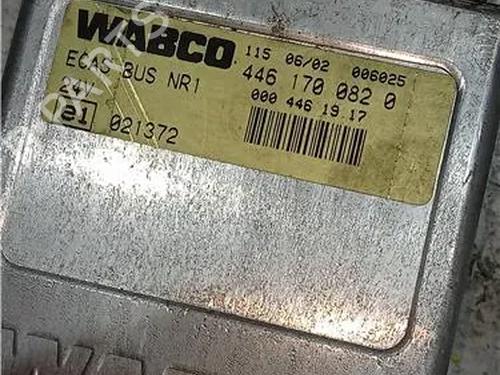 WABCO 115 06/02 006025
ECAS-BUS NR1 446 170 082 0
24V 000 446 19 17
e1 021372
WABCO